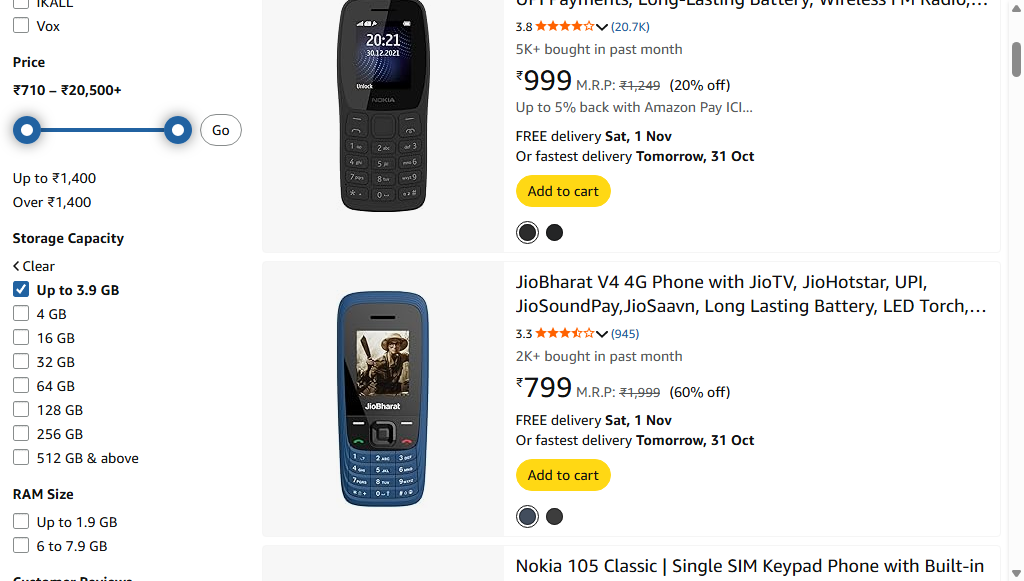 IKALL
Vox
Price
₹710 – ₹20,500+
Go
Up to ₹1,400
Over ₹1,400
Storage Capacity
Clear
Up to 3.9 GB
4 GB
16 GB
32 GB
64 GB
128 GB
256 GB
512 GB & above
RAM Size
Up to 1.9 GB
6 to 7.9 GB
Customer Reviews
20:21
30.12.2021
Unlock
NOKIA
UPI Payments, Long-Lasting Battery, Wireless FM Radio,...
3.8 (20.7K)
5K+ bought in past month
₹999 M.R.P: ₹1,249 (20% off)
Up to 5% back with Amazon Pay ICI...
FREE delivery Sat, 1 Nov
Or fastest delivery Tomorrow, 31 Oct
Add to cart
JioBharat
JioBharat V4 4G Phone with JioTV, JioHotstar, UPI,
JioSoundPay,JioSaavn, Long Lasting Battery, LED Torch,...
3.3 (945)
2K+ bought in past month
₹799 M.R.P: ₹1,999 (60% off)
FREE delivery Sat, 1 Nov
Or fastest delivery Tomorrow, 31 Oct
Add to cart
Nokia 105 Classic | Single SIM Keypad Phone with Built-in